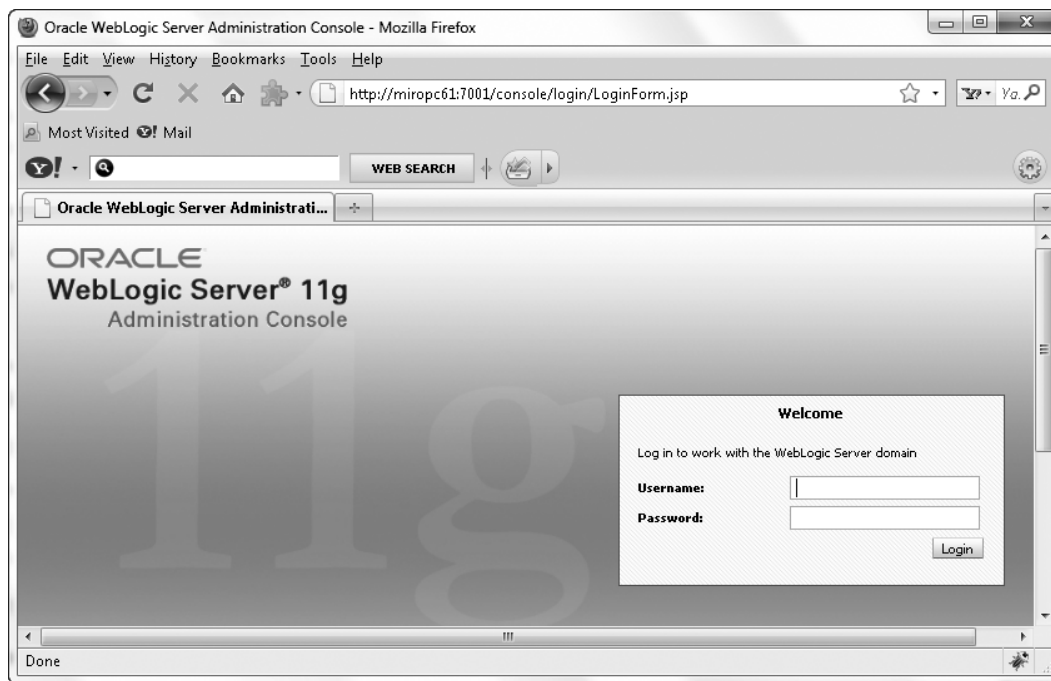 Oracle WebLogic Server Administration Console - Mozilla Firefox
File Edit View History Bookmarks Tools Help
http://miropc61:7001/console/login/LoginForm.jsp
Ya.
Most Visited Y! Mail
Y! WEB SEARCH
Oracle WebLogic Server Administrati...
ORACLE
WebLogic Server® 11g
Administration Console
11g
Welcome
Log in to work with the WebLogic Server domain
Username:
Password:
Login
Done